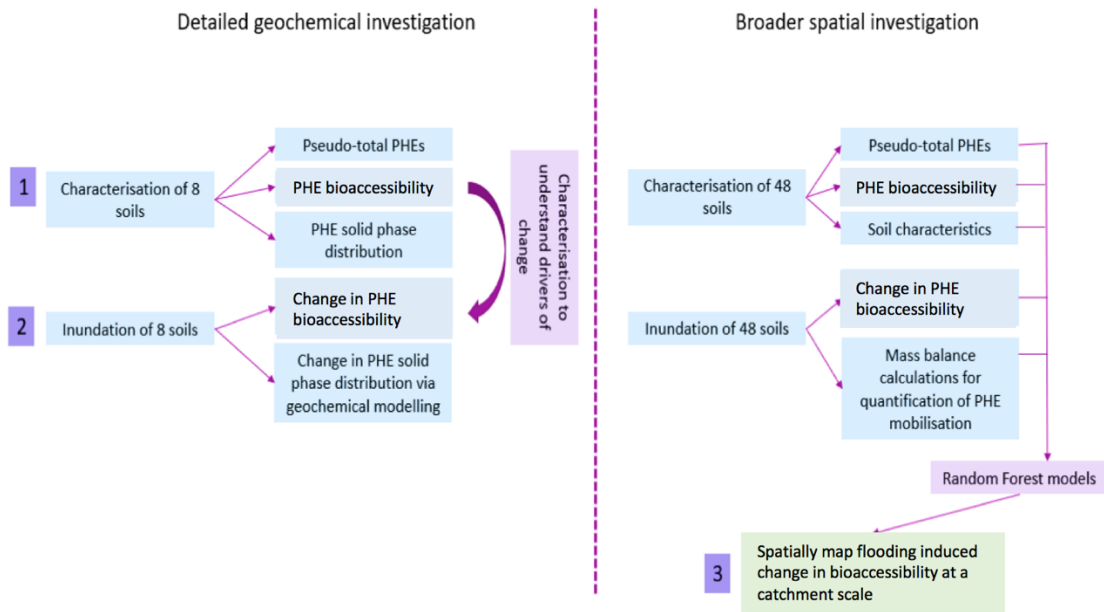 Detailed geochemical investigation
1
Characterisation of 8
soils
Pseudo-total PHEs
PHE bioaccessibility
PHE solid phase
distribution
Characterisation to
understand drivers of
change
2
Inundation of 8 soils
Change in PHE
bioaccessibility
Change in PHE solid
phase distribution via
geochemical modelling
Broader spatial investigation
Characterisation of 48
soils
Pseudo-total PHEs
PHE bioaccessibility
Soil characteristics
Inundation of 48 soils
Change in PHE
bioaccessibility
Mass balance
calculations for
quantification of PHE
mobilisation
Random Forest models
3
Spatially map flooding induced
change in bioaccessibility at a
catchment scale